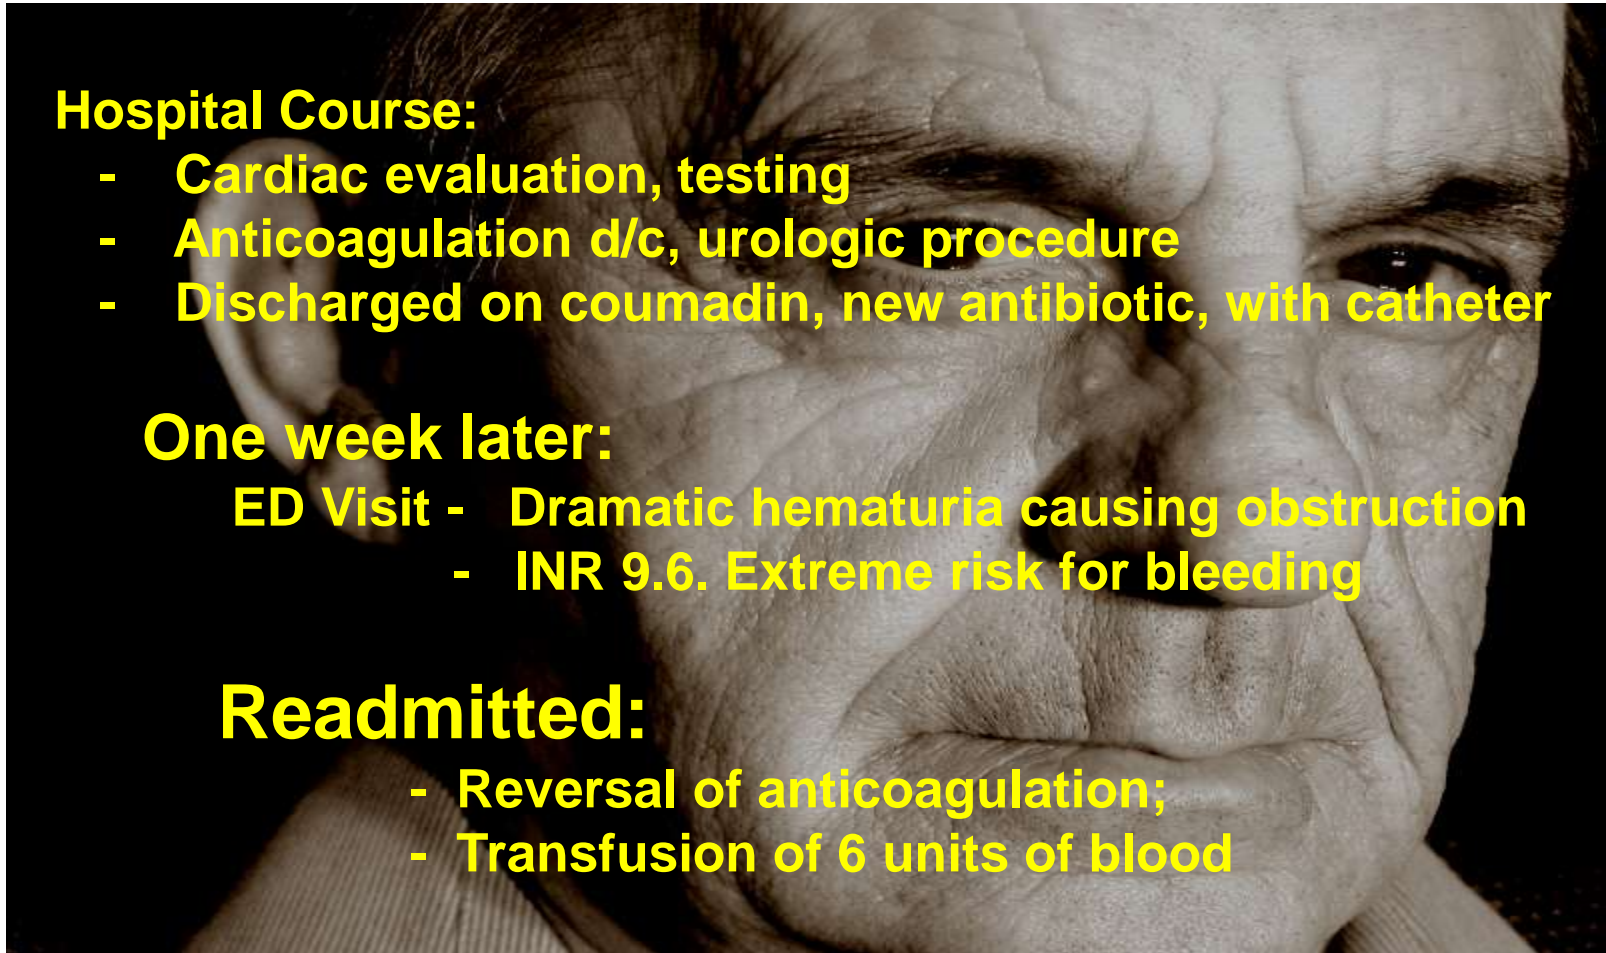 Hospital Course:
- Cardiac evaluation, testing
- Anticoagulation d/c, urologic procedure
- Discharged on coumadin, new antibiotic, with catheter
One week later:
ED Visit - Dramatic hematuria causing obstruction
- INR 9.6. Extreme risk for bleeding
Readmitted:
- Reversal of anticoagulation;
- Transfusion of 6 units of blood